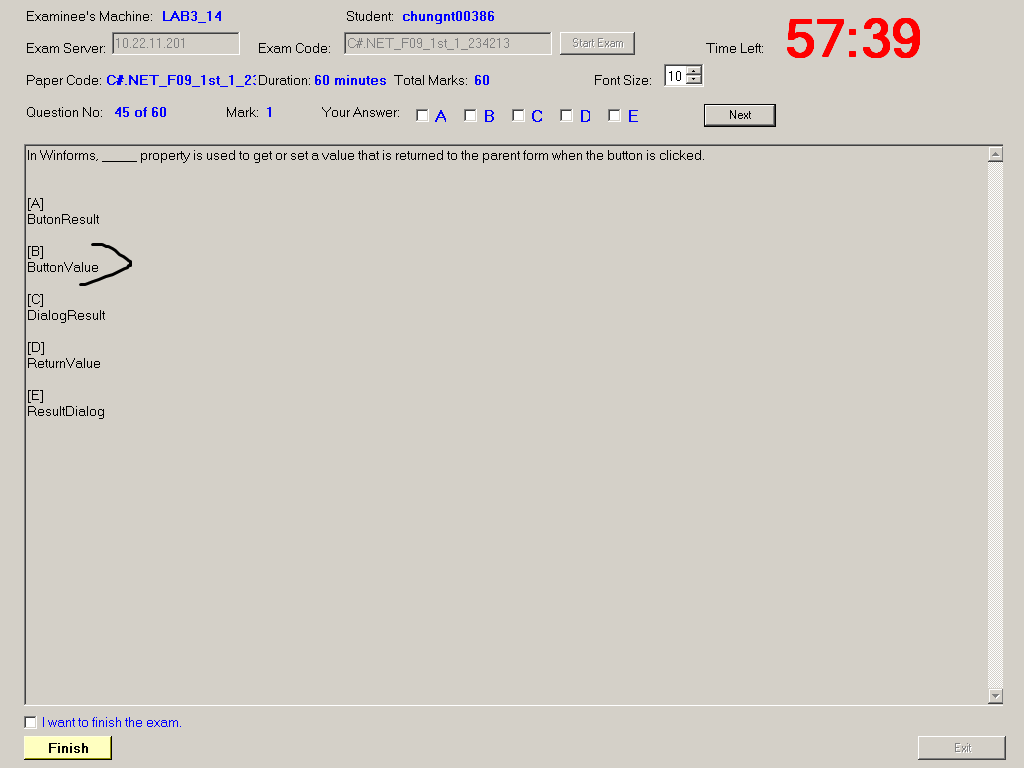 Examinee's Machine: LAB3_14 Student: chungnt00386
Exam Server: 10.22.11.201 Exam Code: C#.NET_F09_1st_1_234213 Start Exam Time Left: 57:39
Paper Code: C#.NET_F09_1st_1_23 Duration: 60 minutes Total Marks: 60 Font Size: 10
Question No: 45 of 60 Mark: 1 Your Answer: A B C D E Next
In Winforms, _____ property is used to get or set a value that is returned to the parent form when the button is clicked.
[A]
ButonResult
[B]
ButtonValue
[C]
DialogResult
[D]
ReturnValue
[E]
ResultDialog
I want to finish the exam.
Finish Exit